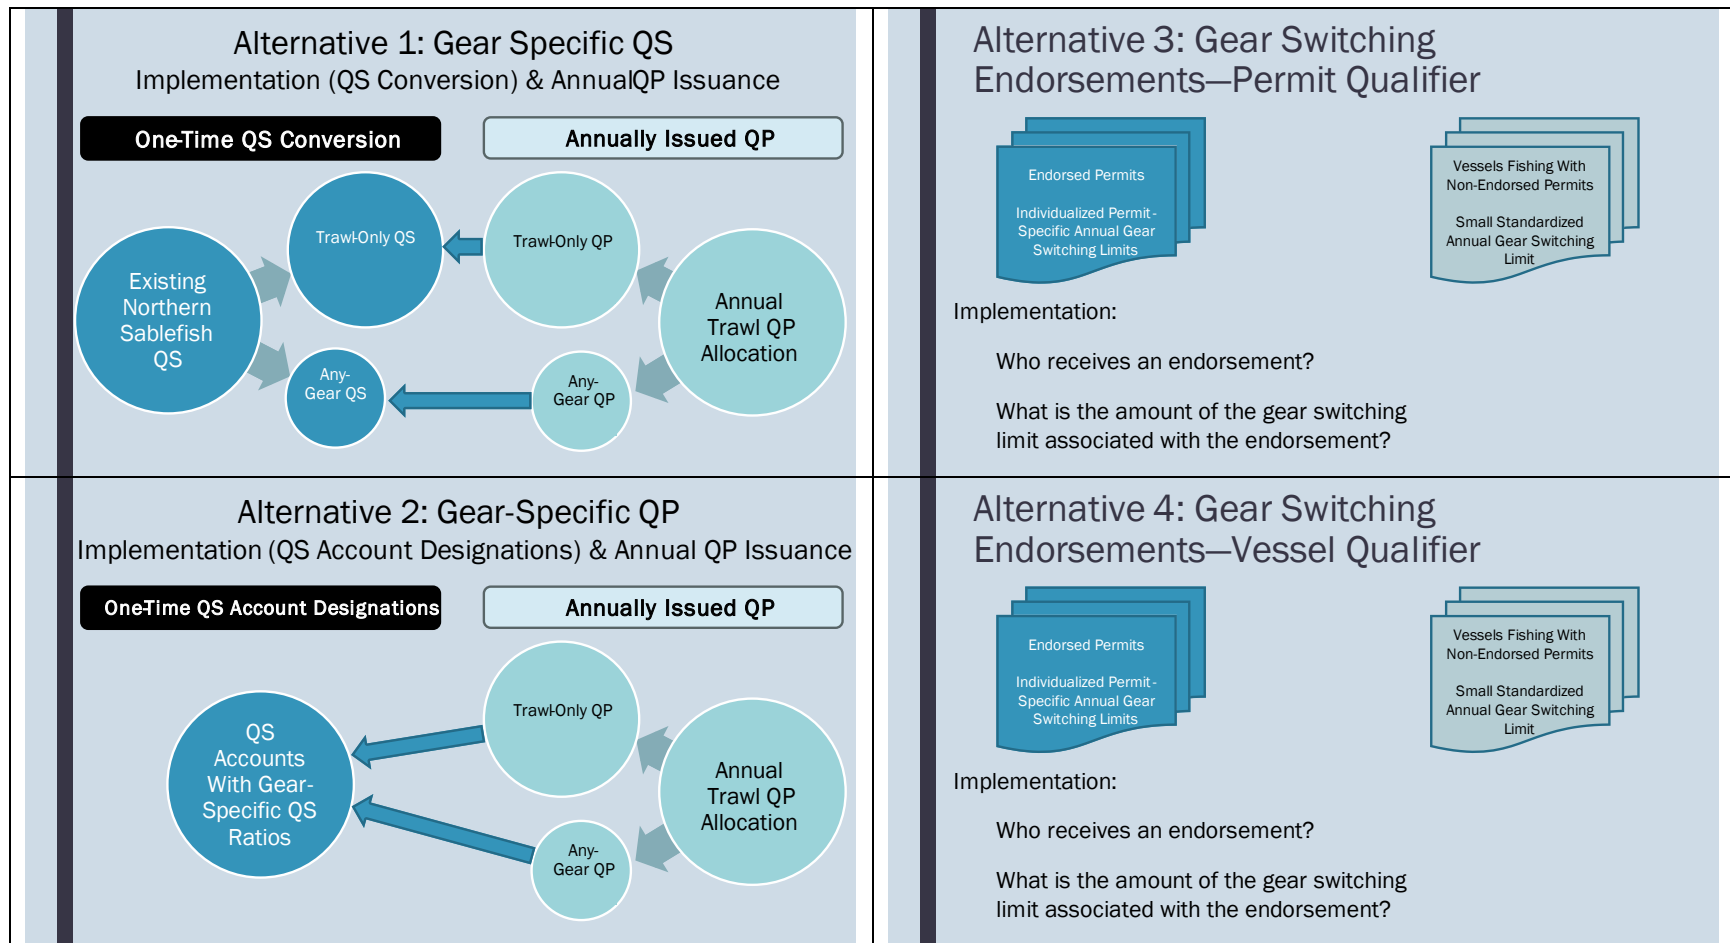 Alternative 1: Gear Specific QS
Implementation (QS Conversion) & AnnualQP Issuance
One-Time QS Conversion
Annually Issued QP
Existing
Northern
Sablefish
QS
Trawl-Only QS
Any-
Gear QS
Trawl-Only QP
Any-
Gear QP
Annual
Trawl QP
Allocation
Alternative 3: Gear Switching
Endorsements—Permit Qualifier
Endorsed Permits
Individualized Permit-
Specific Annual Gear
Switching Limits
Vessels Fishing With
Non-Endorsed Permits
Small Standardized
Annual Gear Switching
Limit
Implementation:
Who receives an endorsement?
What is the amount of the gear switching
limit associated with the endorsement?
Alternative 2: Gear-Specific QP
Implementation (QS Account Designations) & Annual QP Issuance
One-Time QS Account Designations
Annually Issued QP
QS
Accounts
With Gear-
Specific QS
Ratios
Trawl-Only QP
Any-
Gear QP
Annual
Trawl QP
Allocation
Alternative 4: Gear Switching
Endorsements—Vessel Qualifier
Endorsed Permits
Individualized Permit-
Specific Annual Gear
Switching Limits
Vessels Fishing With
Non-Endorsed Permits
Small Standardized
Annual Gear Switching
Limit
Implementation:
Who receives an endorsement?
What is the amount of the gear switching
limit associated with the endorsement?